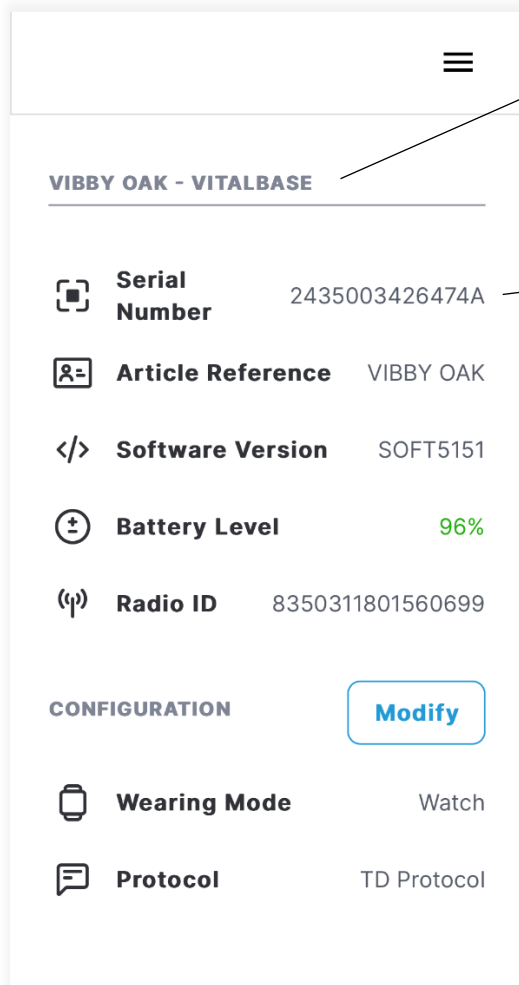 VIBBY OAK - VITALBASE
Serial
Number
2435003426474A
Article Reference VIBBY OAK
Software Version SOFT5151
Battery Level 96%
Radio ID 8350311801560699
CONFIGURATION Modify
Wearing Mode Watch
Protocol TD Protocol